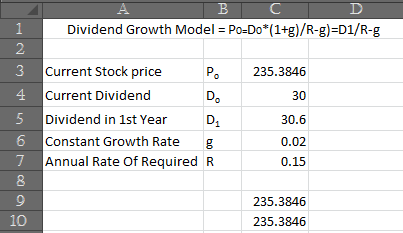 A B C D
1 Dividend Growth Model = Po=Do*(1+g)/R-g)=D1/R-g
2
3 Current Stock price Po 235.3846
4 Current Dividend Do 30
5 Dividend in 1st Year D1 30.6
6 Constant Growth Rate g 0.02
7 Annual Rate Of Required R 0.15
8
9 235.3846
10 235.3846